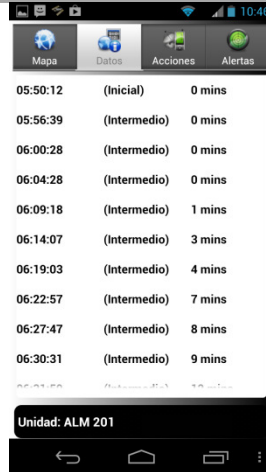 10:46
Mapa Datos Acciones Alertas
05:50:12 (Inicial) 0 mins
05:56:39 (Intermedio) 0 mins
06:00:28 (Intermedio) 0 mins
06:04:28 (Intermedio) 0 mins
06:09:18 (Intermedio) 1 mins
06:14:07 (Intermedio) 3 mins
06:19:03 (Intermedio) 4 mins
06:22:57 (Intermedio) 7 mins
06:27:47 (Intermedio) 8 mins
06:30:31 (Intermedio) 9 mins
(Intermedio) mins
Unidad: ALM 201